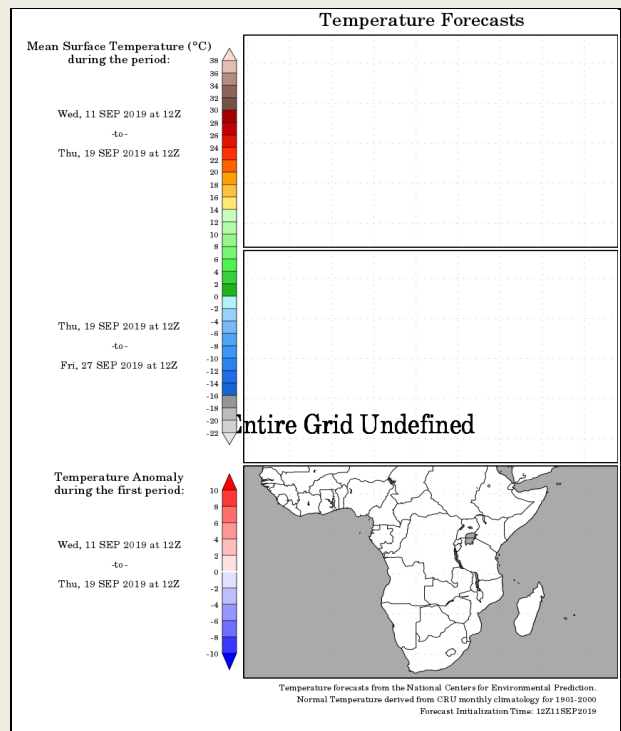 Temperature Forecasts
Mean Surface Temperature (°C)
during the period:
38
36
34
32
30
28
26
24
22
20
18
16
14
12
10
8
6
4
2
0
-2
-4
-6
-8
-10
-12
-14
-16
-18
-20
-22
Wed, 11 SEP 2019 at 12Z
-to-
Thu, 19 SEP 2019 at 12Z
Thu, 19 SEP 2019 at 12Z
-to-
Fri, 27 SEP 2019 at 12Z
Entire Grid Undefined
Temperature Anomaly
during the first period:
10
8
6
4
2
0
-2
-4
-6
-8
-10
Wed, 11 SEP 2019 at 12Z
-to-
Thu, 19 SEP 2019 at 12Z
Temperature forecasts from the National Centers for Environmental Prediction.
Normal Temperature derived from CRU monthly climatology for 1901-2000
Forecast Initialization Time: 12Z11SEP2019